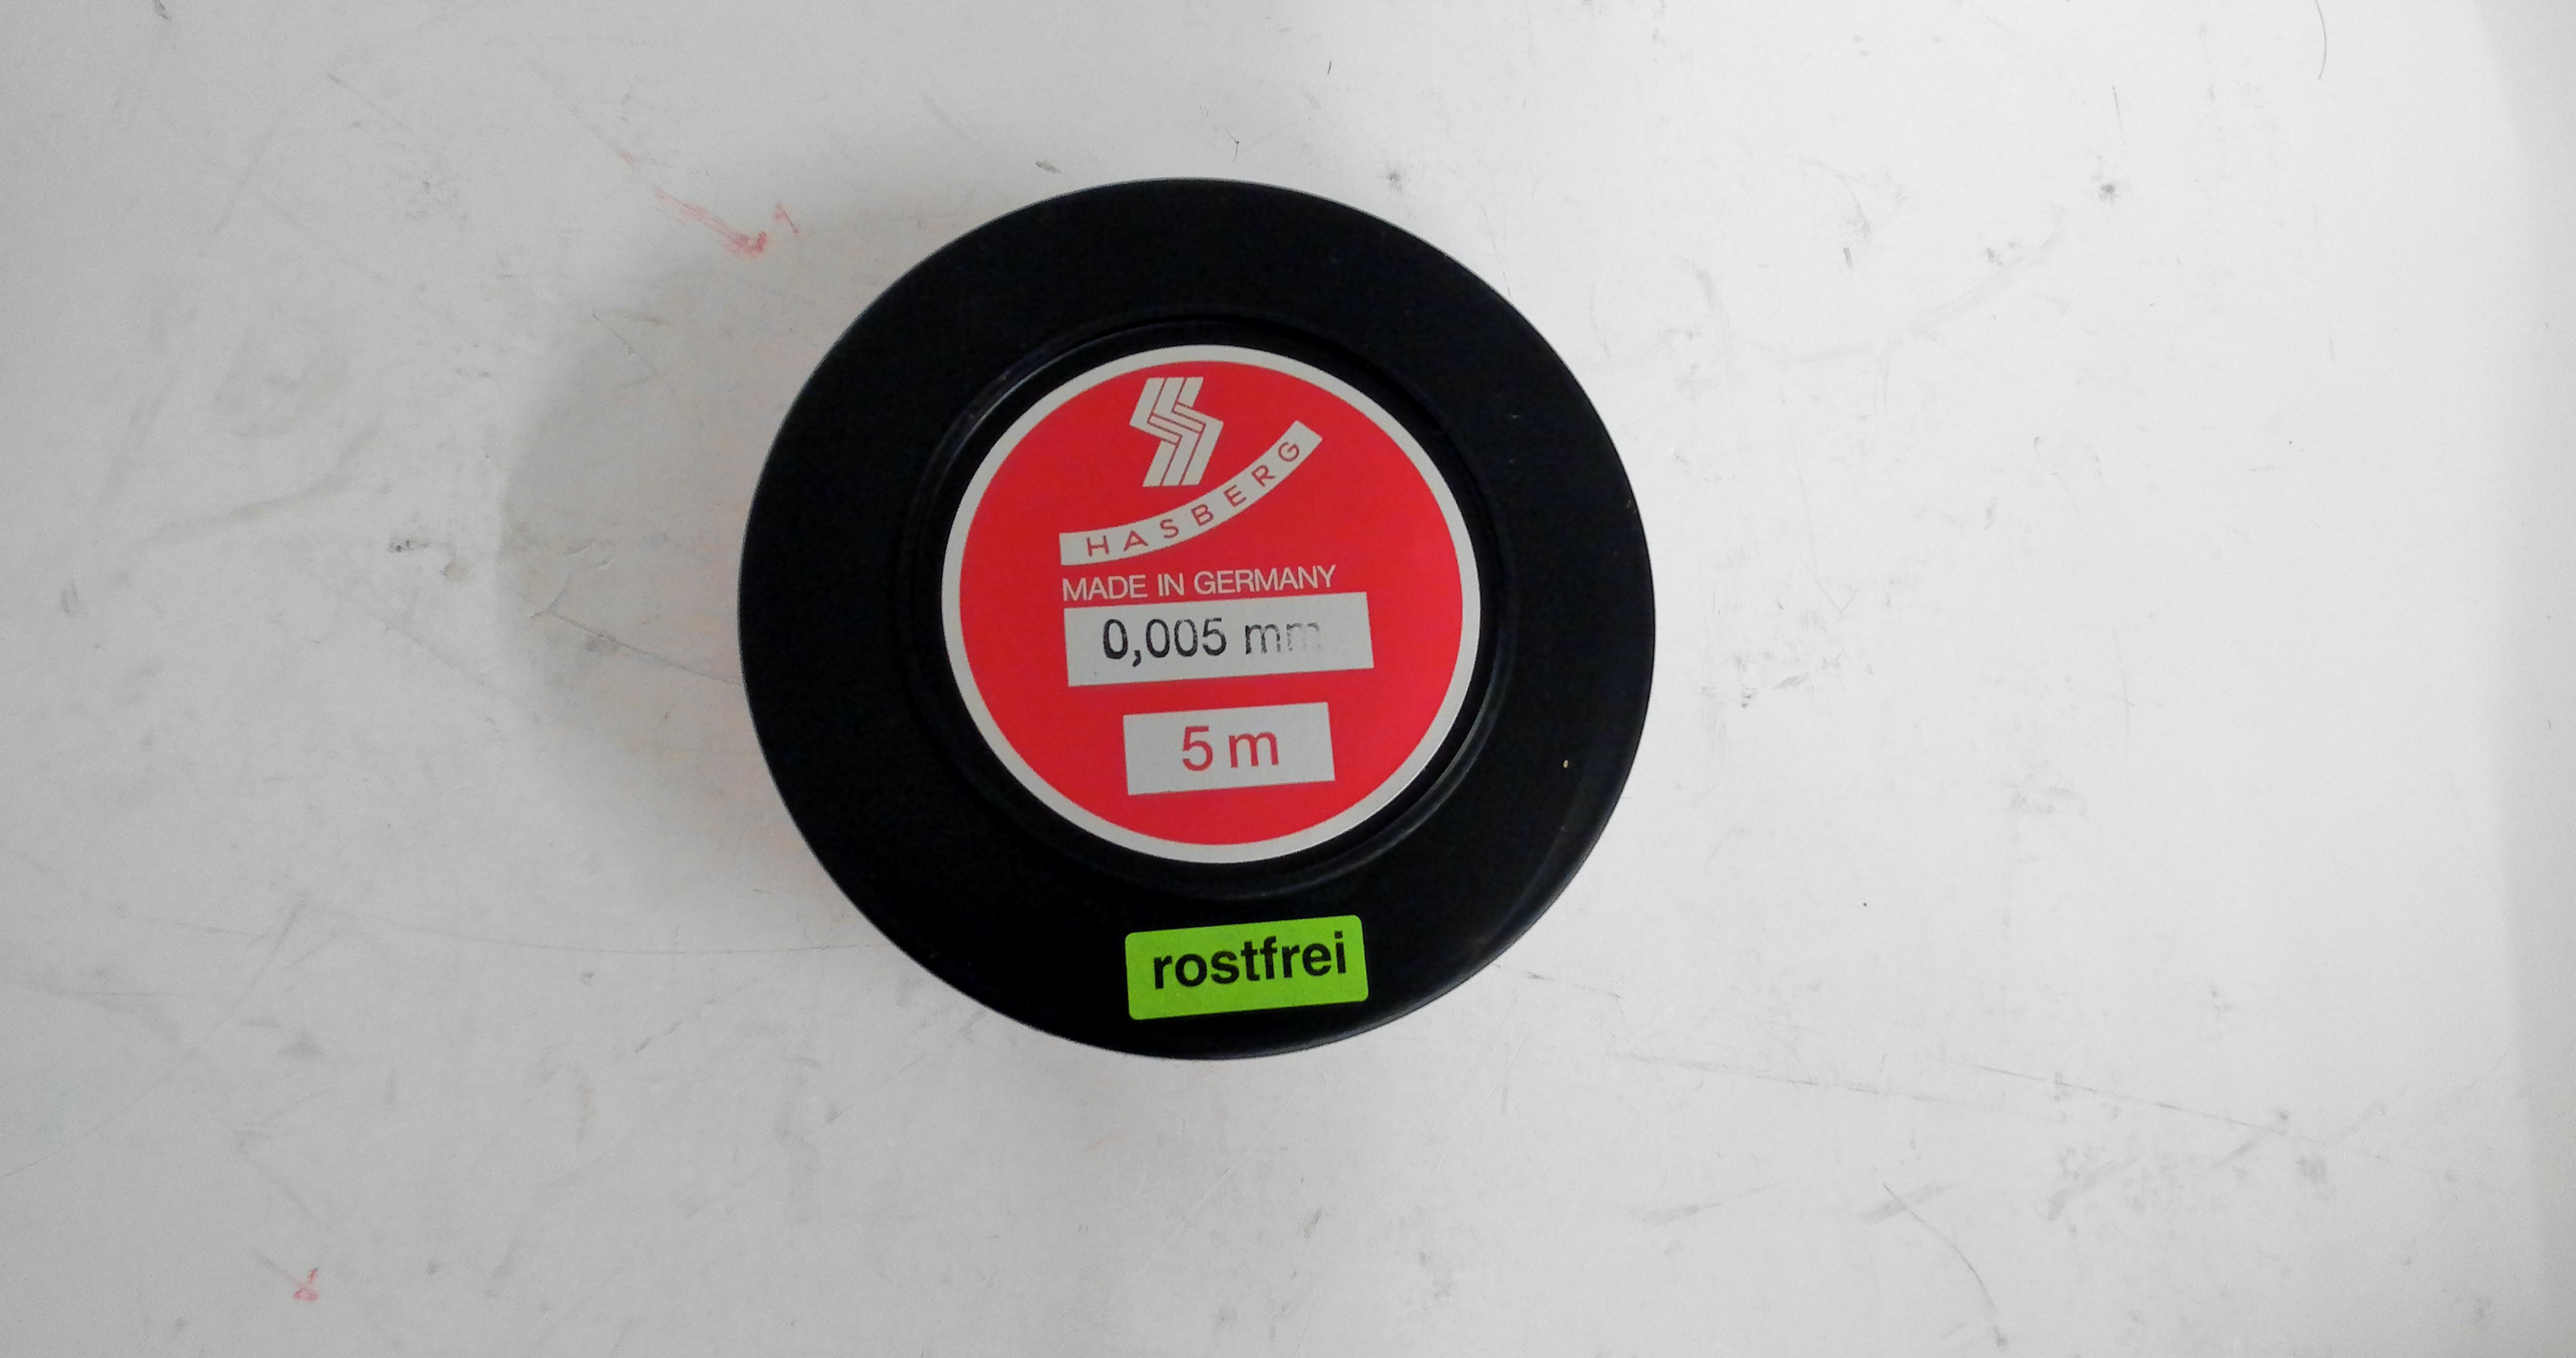 HASBERG
MADE IN GERMANY
0,005 mm
5 m
rostfrei